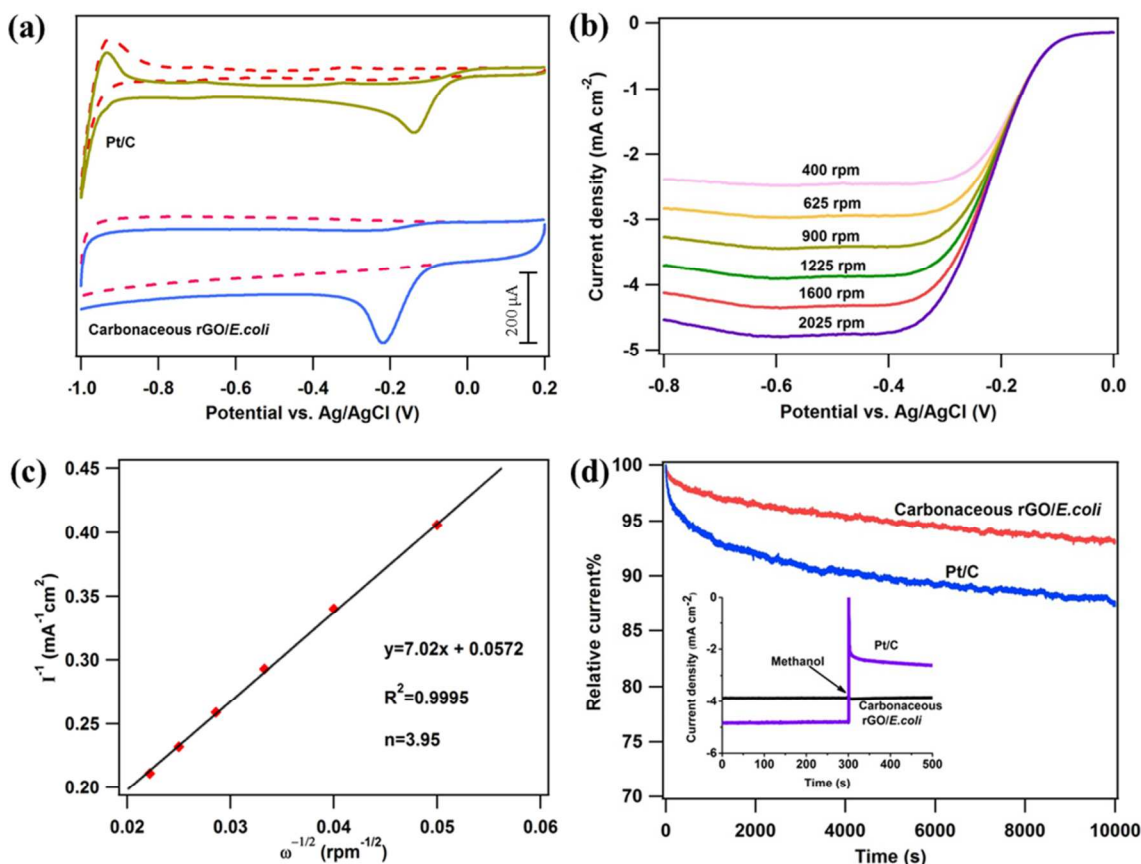 (a)
Pt/C
Carbonaceous rGO/E.coli
200 μA
-1.0 -0.8 -0.6 -0.4 -0.2 0.0 0.2
Potential vs. Ag/AgCl (V)
(b)
0
-1
-2
-3
-4
-5
Current density (mA cm⁻²)
400 rpm
625 rpm
900 rpm
1225 rpm
1600 rpm
2025 rpm
-0.8 -0.6 -0.4 -0.2 0.0
Potential vs. Ag/AgCl (V)
(c)
0.45
0.40
0.35
0.30
0.25
0.20
I⁻¹ (mA⁻¹cm²)
y=7.02x + 0.0572
R²=0.9995
n=3.95
0.02 0.03 0.04 0.05 0.06
ω⁻¹/² (rpm⁻¹/²)
(d)
100
95
90
85
80
75
70
Relative current%
Carbonaceous rGO/E.coli
Pt/C
0
-2
-4
-6
Current density (mA cm⁻²)
Pt/C
Methanol
Carbonaceous
rGO/E.coli
0 100 200 300 400 500
Time (s)
0 2000 4000 6000 8000 10000
Time (s)